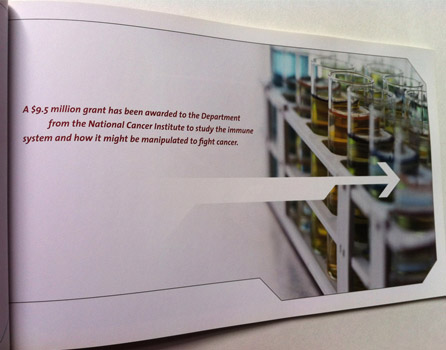 A $9.5 million grant has been awarded to the Department
from the National Cancer Institute to study the immune
system and how it might be manipulated to fight cancer.